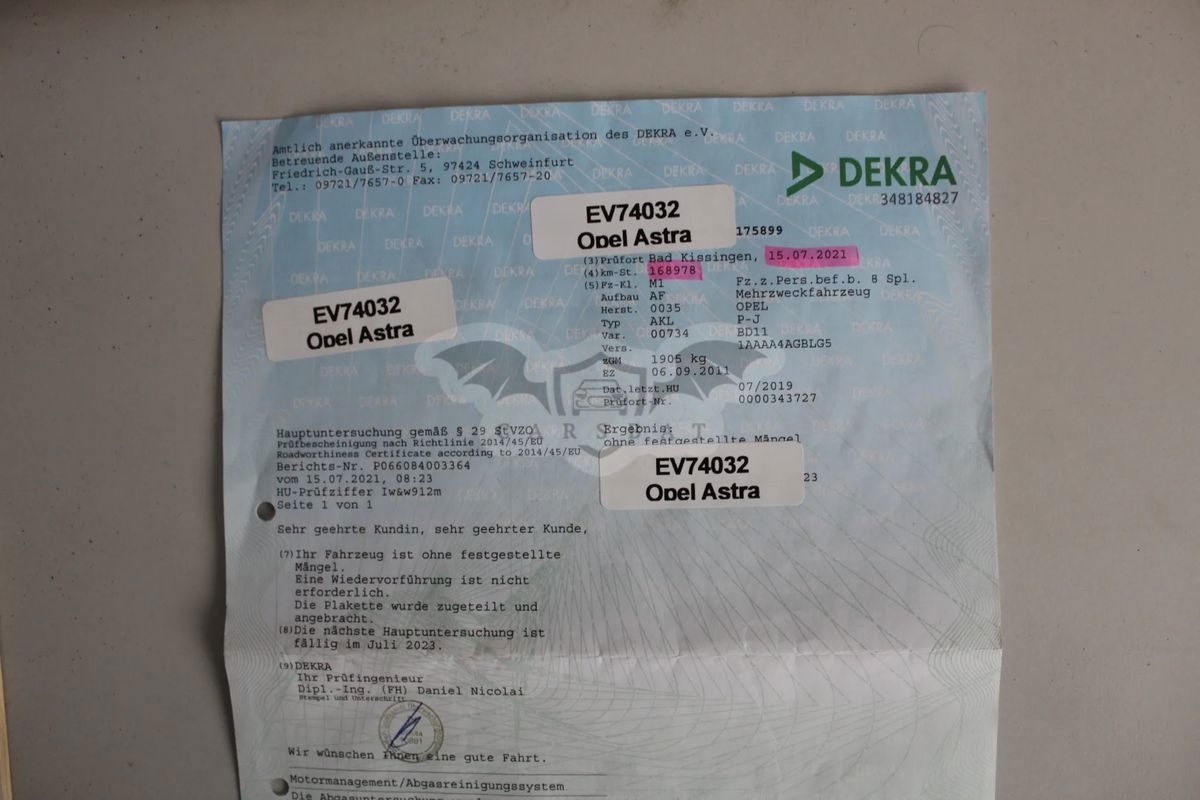 Amtlich anerkannte Überwachungsorganisation des DEKRA e.V.
Betreuende Außenstelle:
Friedrich-Gauß-Str. 5, 97424 Schweinfurt
Tel.: 09721/7657-0 Fax: 09721/7657-20
DEKRA
348184827
EV74032
Opel Astra
175899
(3) Prüfort Bad Kissingen, 15.07.2021
(4) km-St. 168978
(5) Fz-Kl. M1 Fz.z.Pers.bef.b. 8 Spl.
Aufbau AF Mehrzweckfahrzeug
Herst. 0035 OPEL
Typ AKL P-J
Var. 00734 BD11
Vers. 1AAAA4AGBLG5
zGM 1905 kg
EZ 06.09.2011
Dat.letzt.HU 07/2019
Prüfort-Nr. 0000343727
EV74032
Opel Astra
CARSBAT
Ergebnis:
ohne festgestellte Mängel
EV74032
Opel Astra
23
Hauptuntersuchung gemäß § 29 StVZO
Prüfbescheinigung nach Richtlinie 2014/45/EU
Roadworthiness Certificate according to 2014/45/EU
Berichts-Nr. P066084003364
vom 15.07.2021, 08:23
HU-Prüfziffer Iw&w912m
Seite 1 von 1
Sehr geehrte Kundin, sehr geehrter Kunde,
(7) Ihr Fahrzeug ist ohne festgestellte
Mängel.
Eine Wiedervorführung ist nicht
erforderlich.
Die Plakette wurde zugeteilt und
angebracht.
(8) Die nächste Hauptuntersuchung ist
fällig im Juli 2023.
(9) DEKRA
Ihr Prüfingenieur
Dipl.-Ing. (FH) Daniel Nicolai
Stempel und Unterschrift
Wir wünschen Ihnen eine gute Fahrt.
Motormanagement/Abgasreinigungssystem
Die Abgasuntersuchung